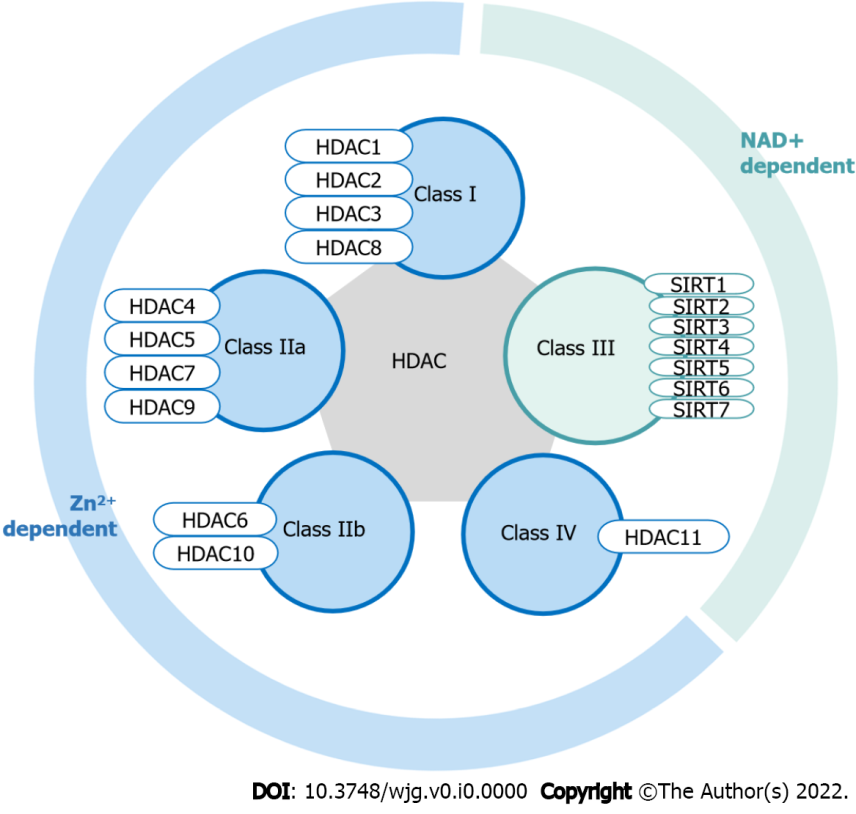 NAD+
dependent
HDAC1
HDAC2
HDAC3
HDAC8
Class I
HDAC4
HDAC5
HDAC7
HDAC9
Class IIa
HDAC
Class III
SIRT1
SIRT2
SIRT3
SIRT4
SIRT5
SIRT6
SIRT7
Zn²⁺
dependent
HDAC6
HDAC10
Class IIb
Class IV
HDAC11
DOI: 10.3748/wjg.v0.i0.0000 Copyright ©The Author(s) 2022.